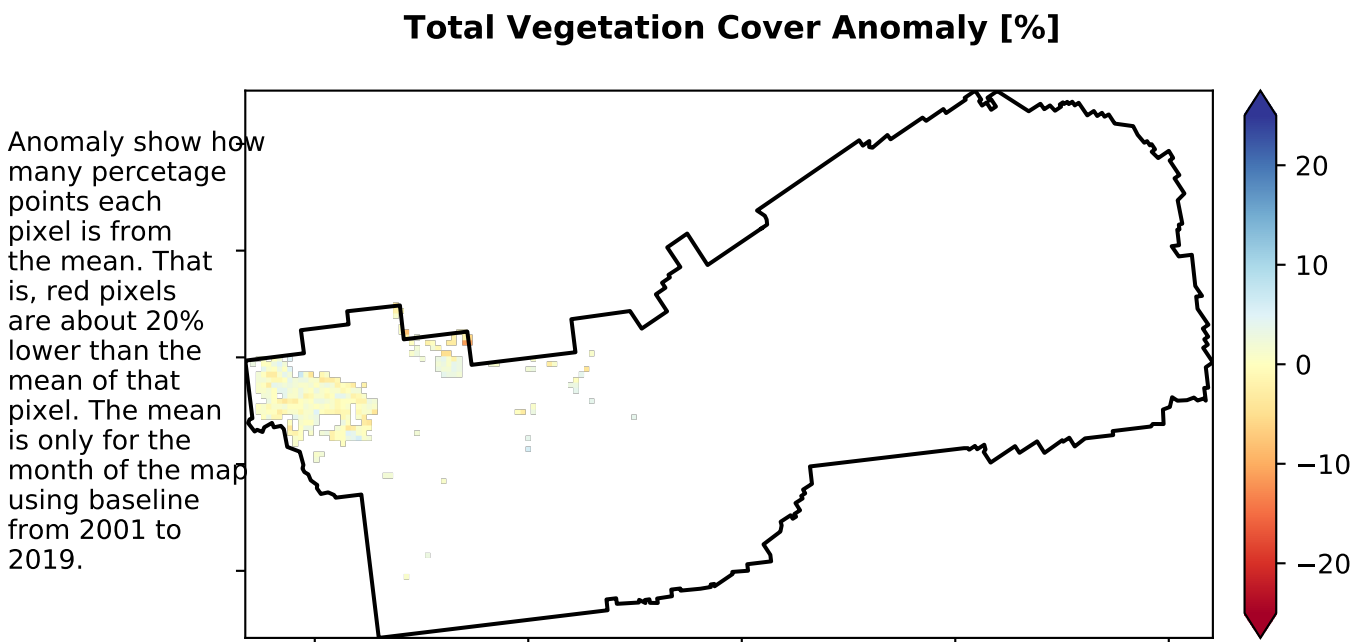 Total Vegetation Cover Anomaly [%]
Anomaly show how
many percetage
points each
pixel is from
the mean. That
is, red pixels
are about 20%
lower than the
mean of that
pixel. The mean
is only for the
month of the map
using baseline
from 2001 to
2019.
20
10
0
−10
−20